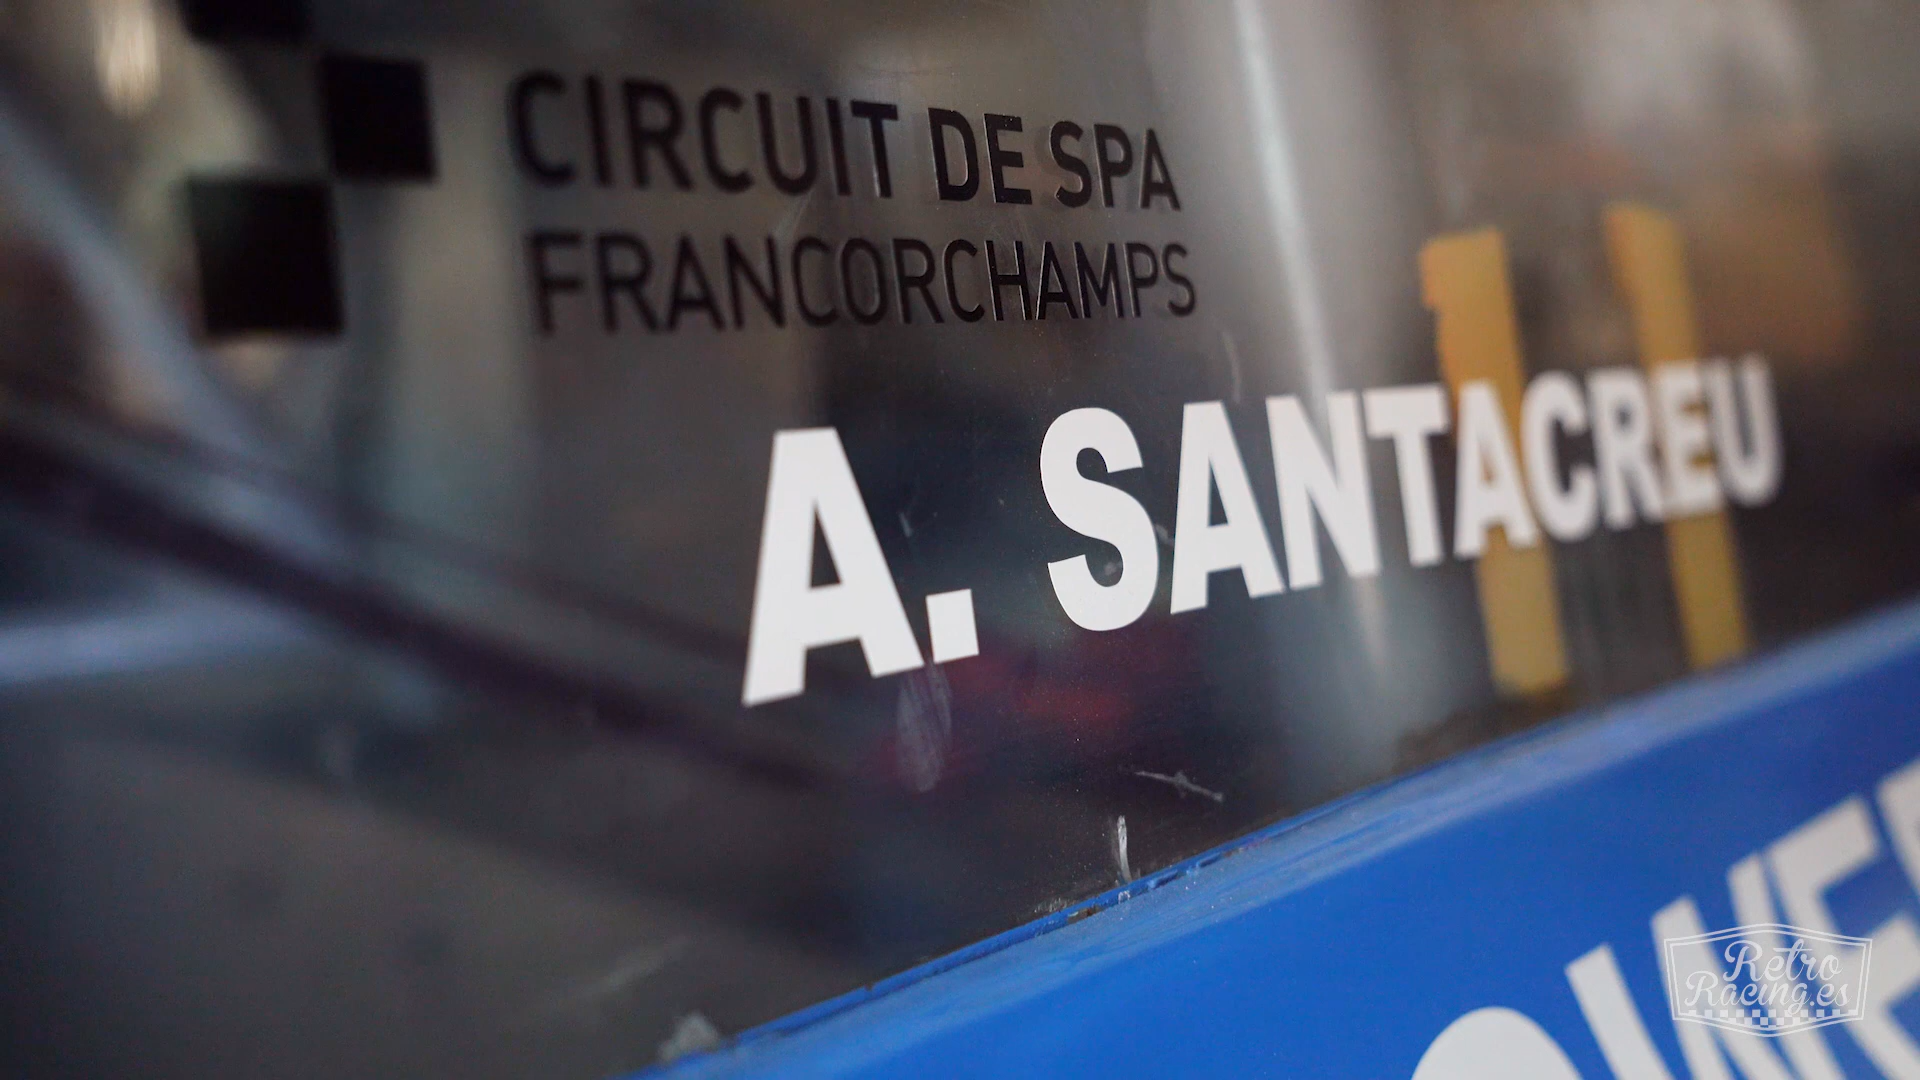 CIRCUIT DE SPA
FRANCORCHAMPS
A. SANTACREU
Retro
Racing.es